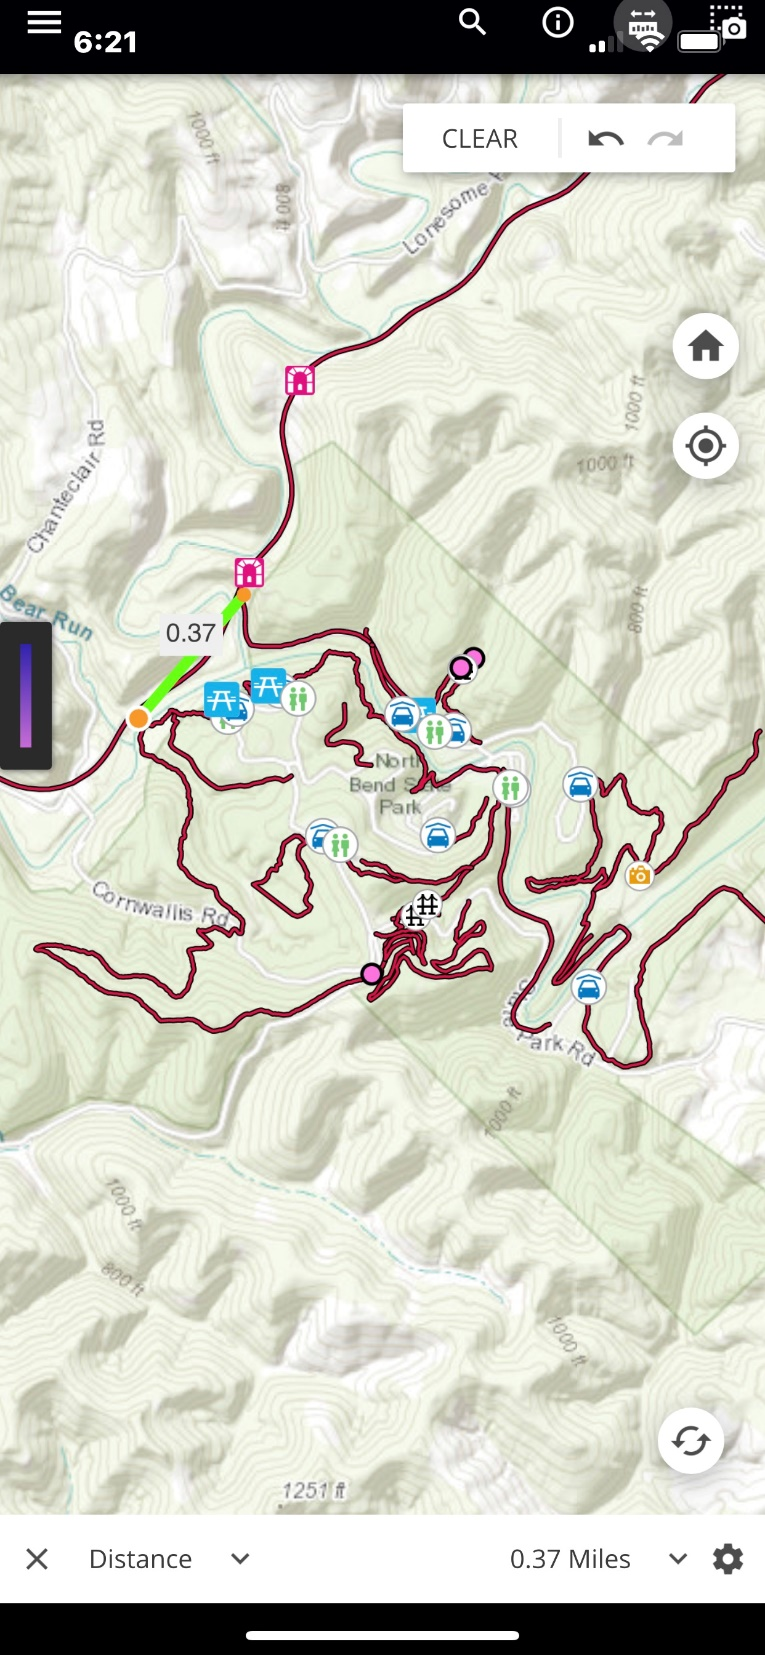 6:21
CLEAR
1000 ft
800 ft
Lonesome
1000 ft
1000 ft
Chanteclair Rd
Bear Run
800 ft
0.37
North
Bend State
Park
Cornwallis Rd
Park Rd
1000 ft
1000 ft
800 ft
1000 ft
1251 ft
Distance
0.37 Miles